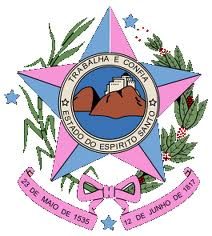 TRABALHA E CONFIA
ESTADO DO ESPIRITO SANTO
23 DE MAIO DE 1535
12 DE JUNHO DE 1817